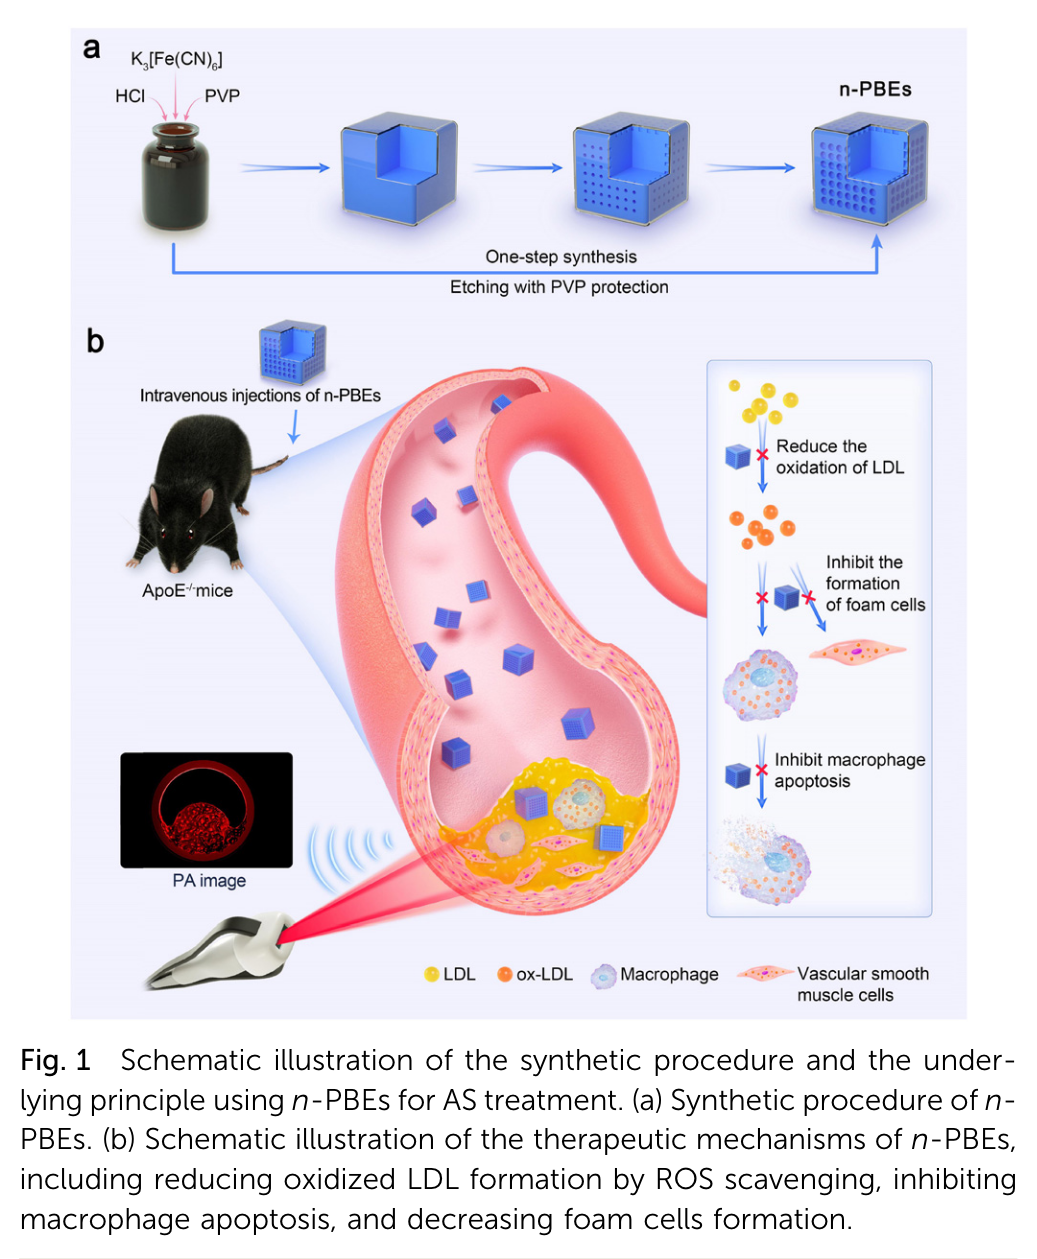 a
K₃[Fe(CN)₆]
HCl
PVP
n-PBEs
One-step synthesis
Etching with PVP protection
b
Intravenous injections of n-PBEs
ApoE⁻/⁻mice
Reduce the
oxidation of LDL
Inhibit the
formation
of foam cells
Inhibit macrophage
apoptosis
PA image
LDL
ox-LDL
Macrophage
Vascular smooth
muscle cells
Fig. 1 Schematic illustration of the synthetic procedure and the under-
lying principle using n-PBEs for AS treatment. (a) Synthetic procedure of n-
PBEs. (b) Schematic illustration of the therapeutic mechanisms of n-PBEs,
including reducing oxidized LDL formation by ROS scavenging, inhibiting
macrophage apoptosis, and decreasing foam cells formation.